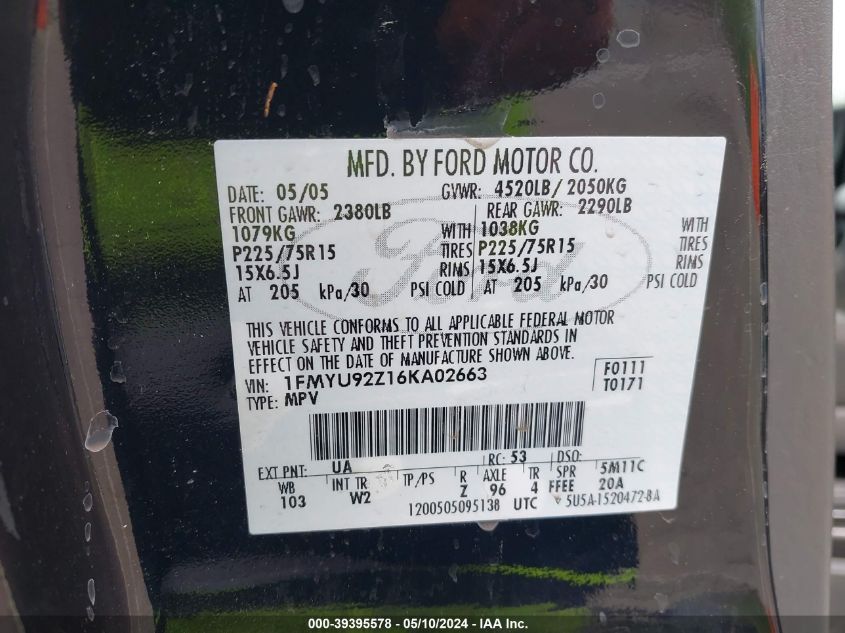 MFD. BY FORD MOTOR CO.
DATE: 05/05 GVWR: 4520LB/ 2050KG
FRONT GAWR: 2380LB REAR GAWR: 2290LB
1079KG WITH 1038KG WITH
P225/75R15 TIRES P225/75R15 TIRES
15X6.5J RIMS 15X6.5J RIMS
AT 205 kPa/30 PSI COLD AT 205 kPa/30 PSI COLD
Ford
THIS VEHICLE CONFORMS TO ALL APPLICABLE FEDERAL MOTOR
VEHICLE SAFETY AND THEFT PREVENTION STANDARDS IN
EFFECT ON THE DATE OF MANUFACTURE SHOWN ABOVE.
VIN: 1FMYU92Z16KA02663 F0111
TYPE: MPV T0171
EXT PNT: UA RC: 53 DSO:
WB INT TR TP/PS R AXLE TR SPR 5M11C
103 W2 Z 96 4 FFEE 20A
1200505095138 UTC 5U5A-1520472-BA
000-39395578 - 05/10/2024 - IAA Inc.